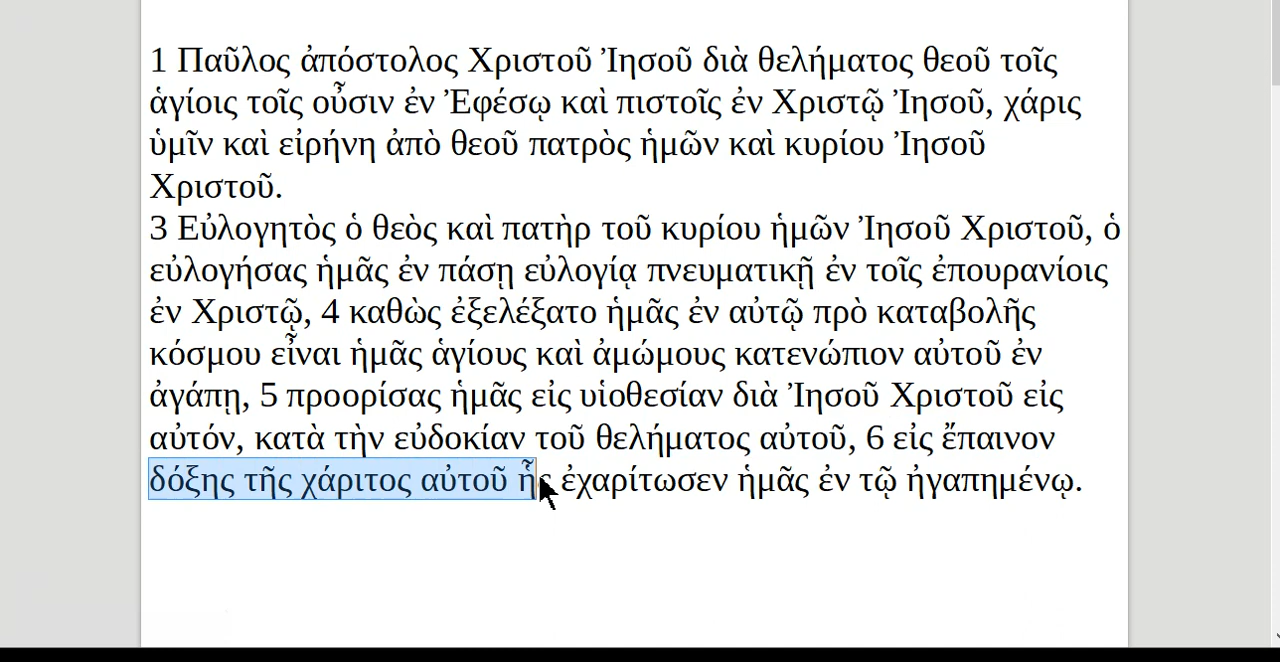 1 Παῦλος ἀπόστολος Χριστοῦ Ἰησοῦ διὰ θελήματος θεοῦ τοῖς
ἁγίοις τοῖς οὖσιν ἐν Ἐφέσῳ καὶ πιστοῖς ἐν Χριστῷ Ἰησοῦ, χάρις
ὑμῖν καὶ εἰρήνη ἀπὸ θεοῦ πατρὸς ἡμῶν καὶ κυρίου Ἰησοῦ
Χριστοῦ.
3 Εὐλογητὸς ὁ θεὸς καὶ πατὴρ τοῦ κυρίου ἡμῶν Ἰησοῦ Χριστοῦ, ὁ
εὐλογήσας ἡμᾶς ἐν πάσῃ εὐλογίᾳ πνευματικῇ ἐν τοῖς ἐπουρανίοις
ἐν Χριστῷ, 4 καθὼς ἐξελέξατο ἡμᾶς ἐν αὐτῷ πρὸ καταβολῆς
κόσμου εἶναι ἡμᾶς ἁγίους καὶ ἀμώμους κατενώπιον αὐτοῦ ἐν
ἀγάπῃ, 5 προορίσας ἡμᾶς εἰς υἱοθεσίαν διὰ Ἰησοῦ Χριστοῦ εἰς
αὐτόν, κατὰ τὴν εὐδοκίαν τοῦ θελήματος αὐτοῦ, 6 εἰς ἔπαινον
δόξης τῆς χάριτος αὐτοῦ ἧς ἐχαρίτωσεν ἡμᾶς ἐν τῷ ἠγαπημένῳ.